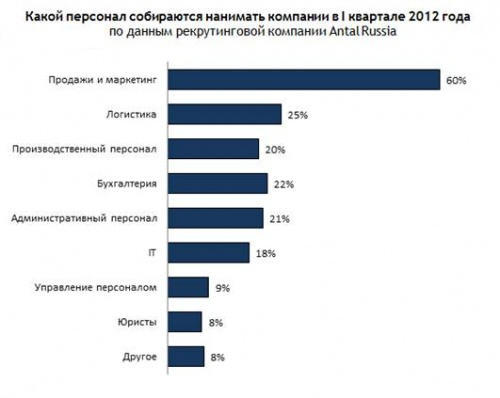 Какой персонал собираются нанимать компании в I квартале 2012 года
по данным рекрутинговой компании Antal Russia
Продажи и маркетинг 60%
Логистика 25%
Производственный персонал 20%
Бухгалтерия 22%
Административный персонал 21%
IT 18%
Управление персоналом 9%
Юристы 8%
Другое 8%